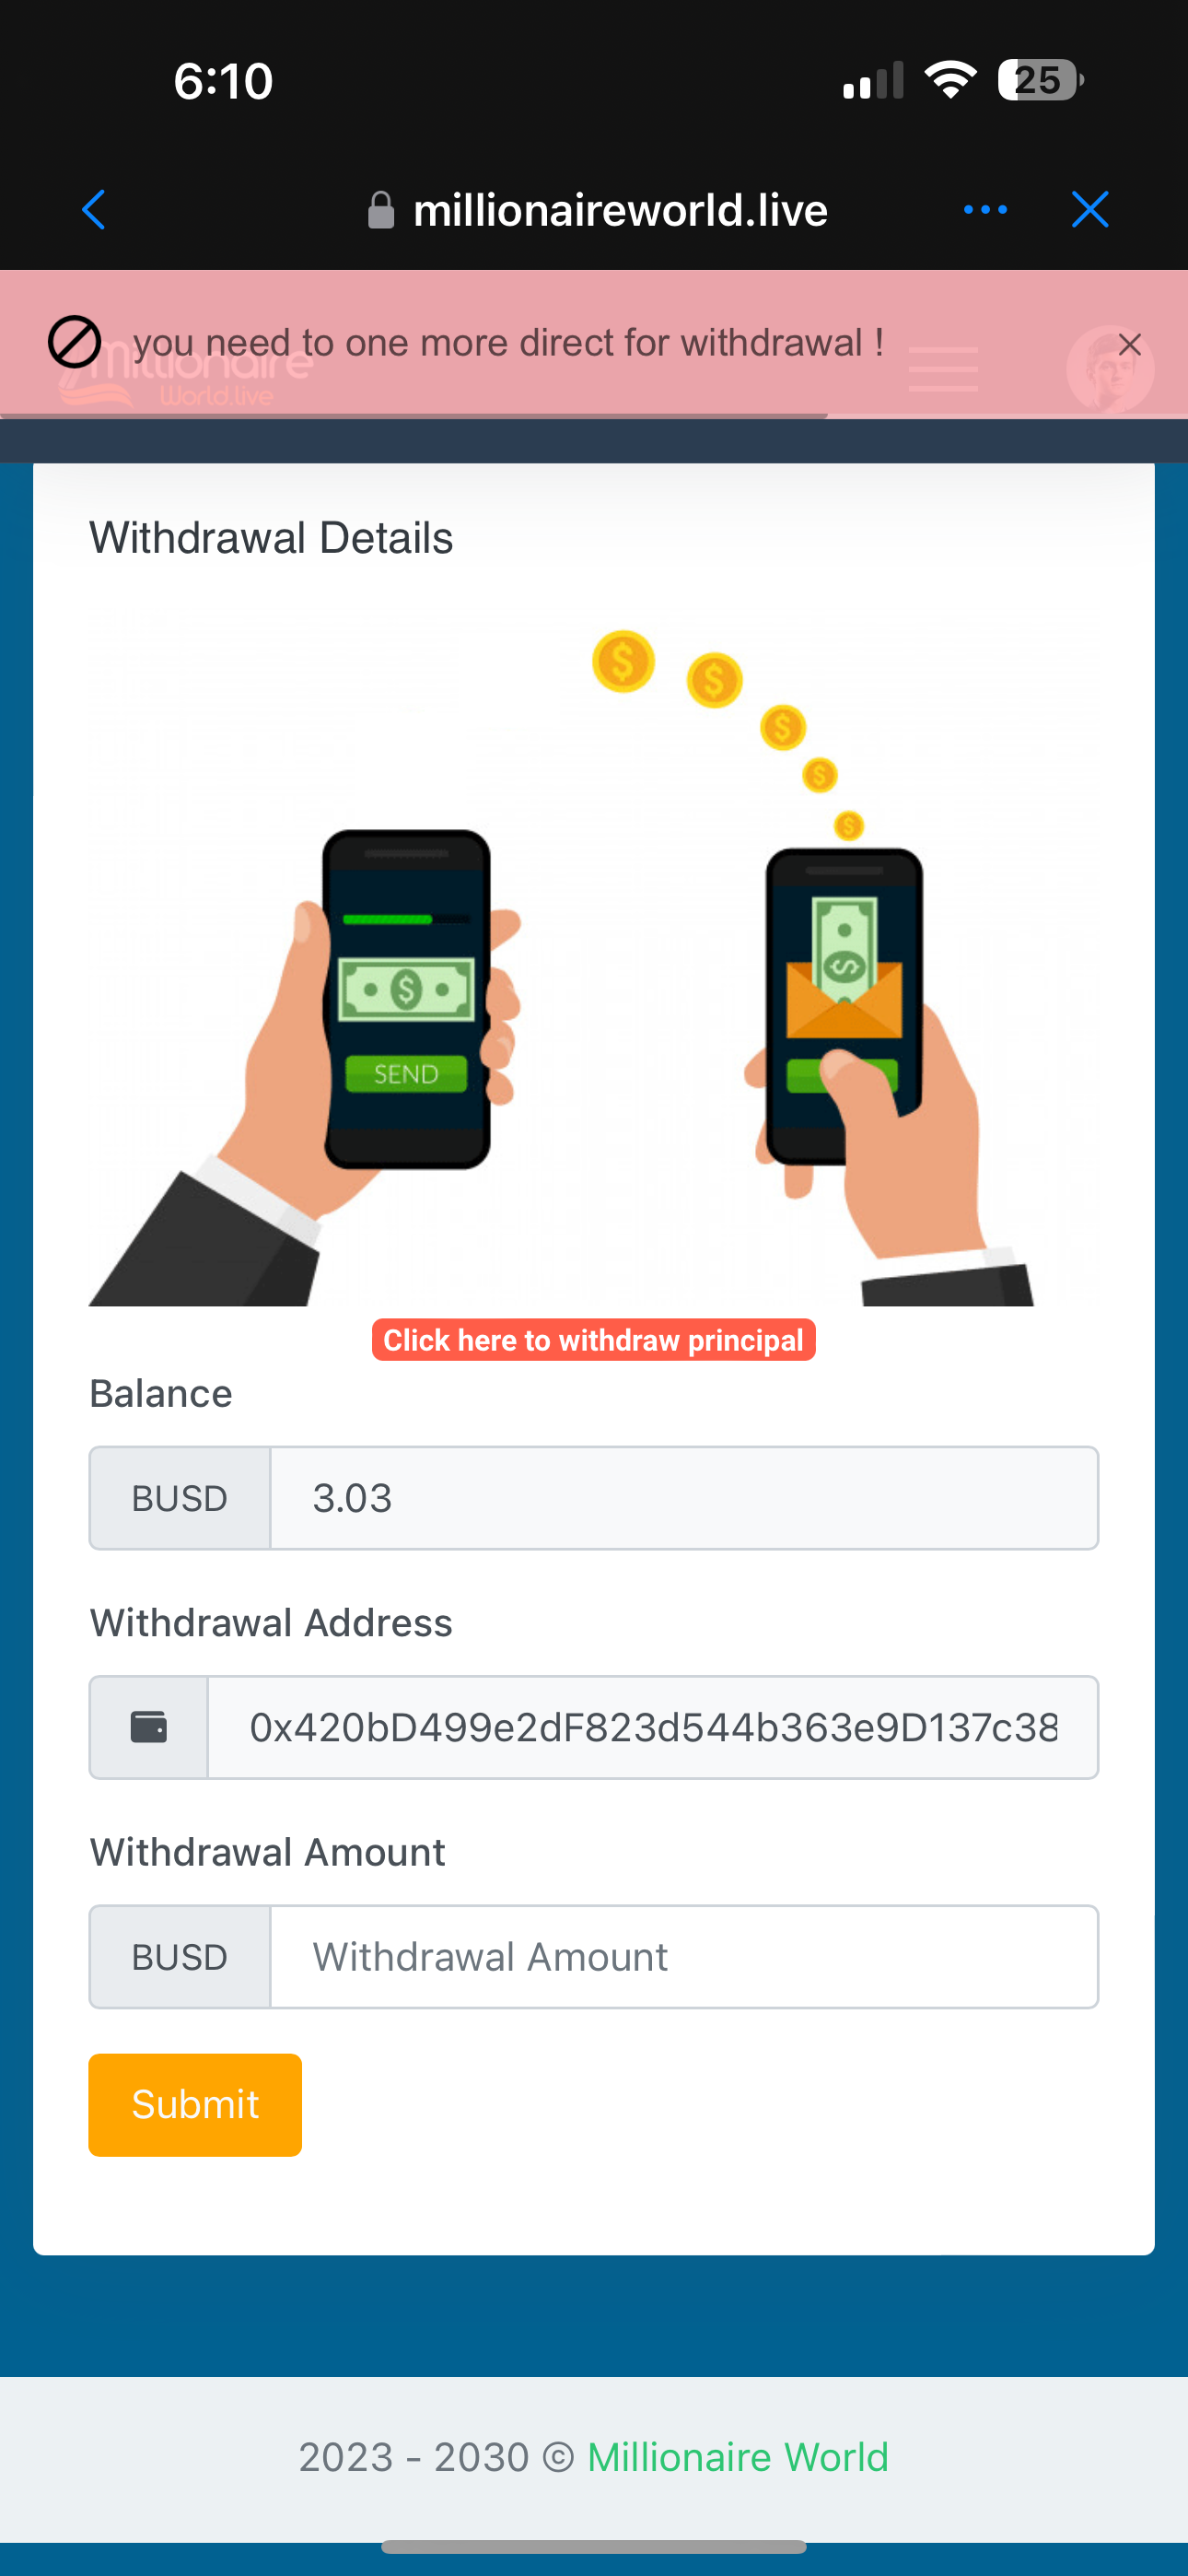 6:10
25
millionaireworld.live
you need to one more direct for withdrawal !
Millionaire
World.live
Withdrawal Details
$ $ $ $ $
$
$
SEND
Click here to withdraw principal
Balance
BUSD 3.03
Withdrawal Address
0x420bD499e2dF823d544b363e9D137c38
Withdrawal Amount
BUSD Withdrawal Amount
Submit
2023 - 2030 © Millionaire World